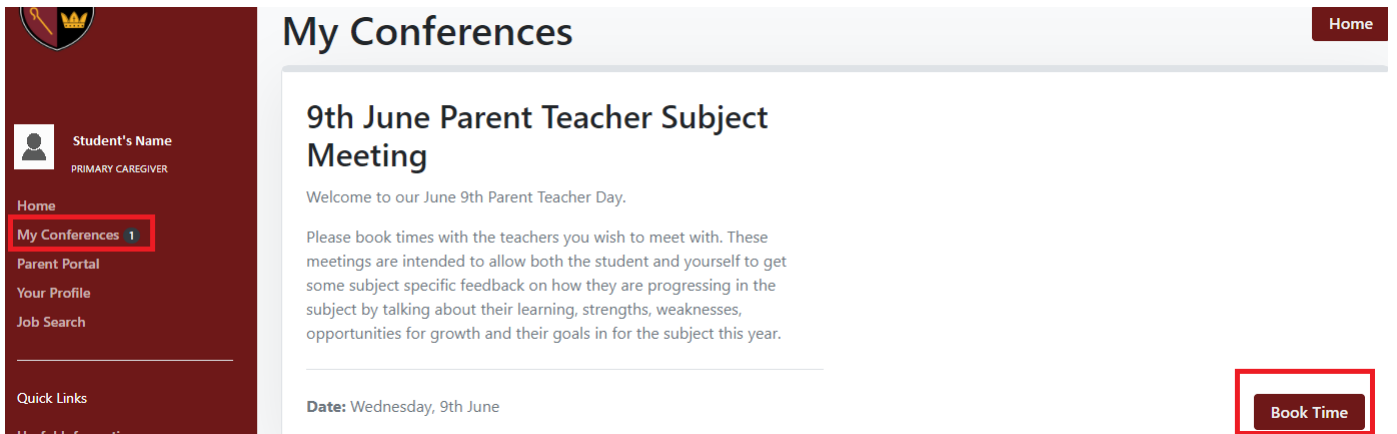 My Conferences
Home
Student's Name
PRIMARY CAREGIVER
Home
My Conferences 1
Parent Portal
Your Profile
Job Search
Quick Links
9th June Parent Teacher Subject
Meeting
Welcome to our June 9th Parent Teacher Day.
Please book times with the teachers you wish to meet with. These
meetings are intended to allow both the student and yourself to get
some subject specific feedback on how they are progressing in the
subject by talking about their learning, strengths, weaknesses,
opportunities for growth and their goals in for the subject this year.
Date: Wednesday, 9th June
Book Time